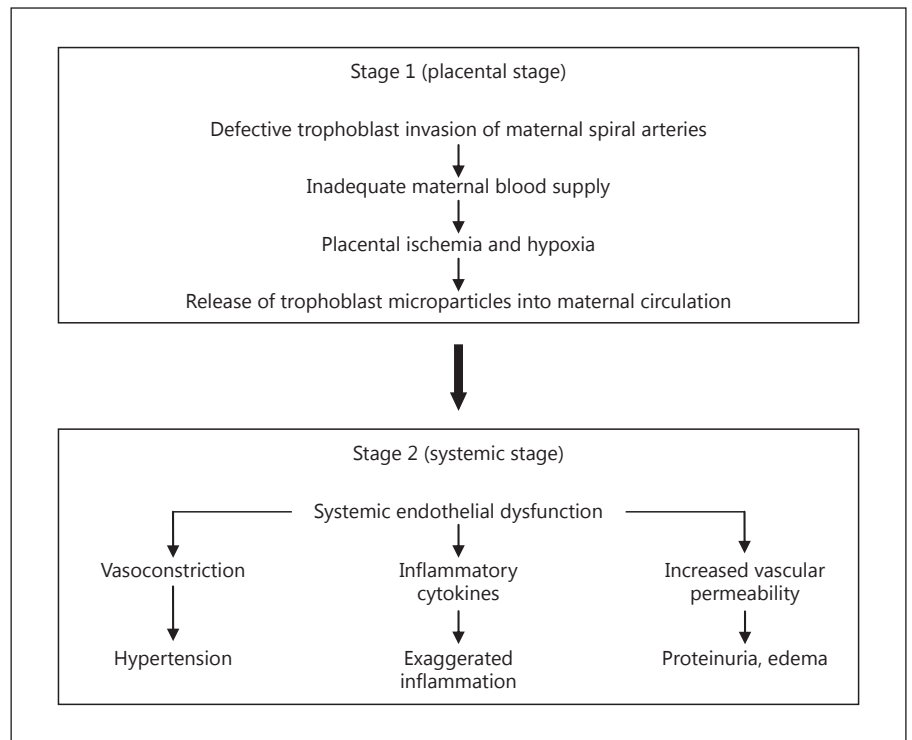 Stage 1 (placental stage)
Defective trophoblast invasion of maternal spiral arteries
Inadequate maternal blood supply
Placental ischemia and hypoxia
Release of trophoblast microparticles into maternal circulation
Stage 2 (systemic stage)
Systemic endothelial dysfunction
Vasoconstriction
Hypertension
Inflammatory
cytokines
Exaggerated
inflammation
Increased vascular
permeability
Proteinuria, edema